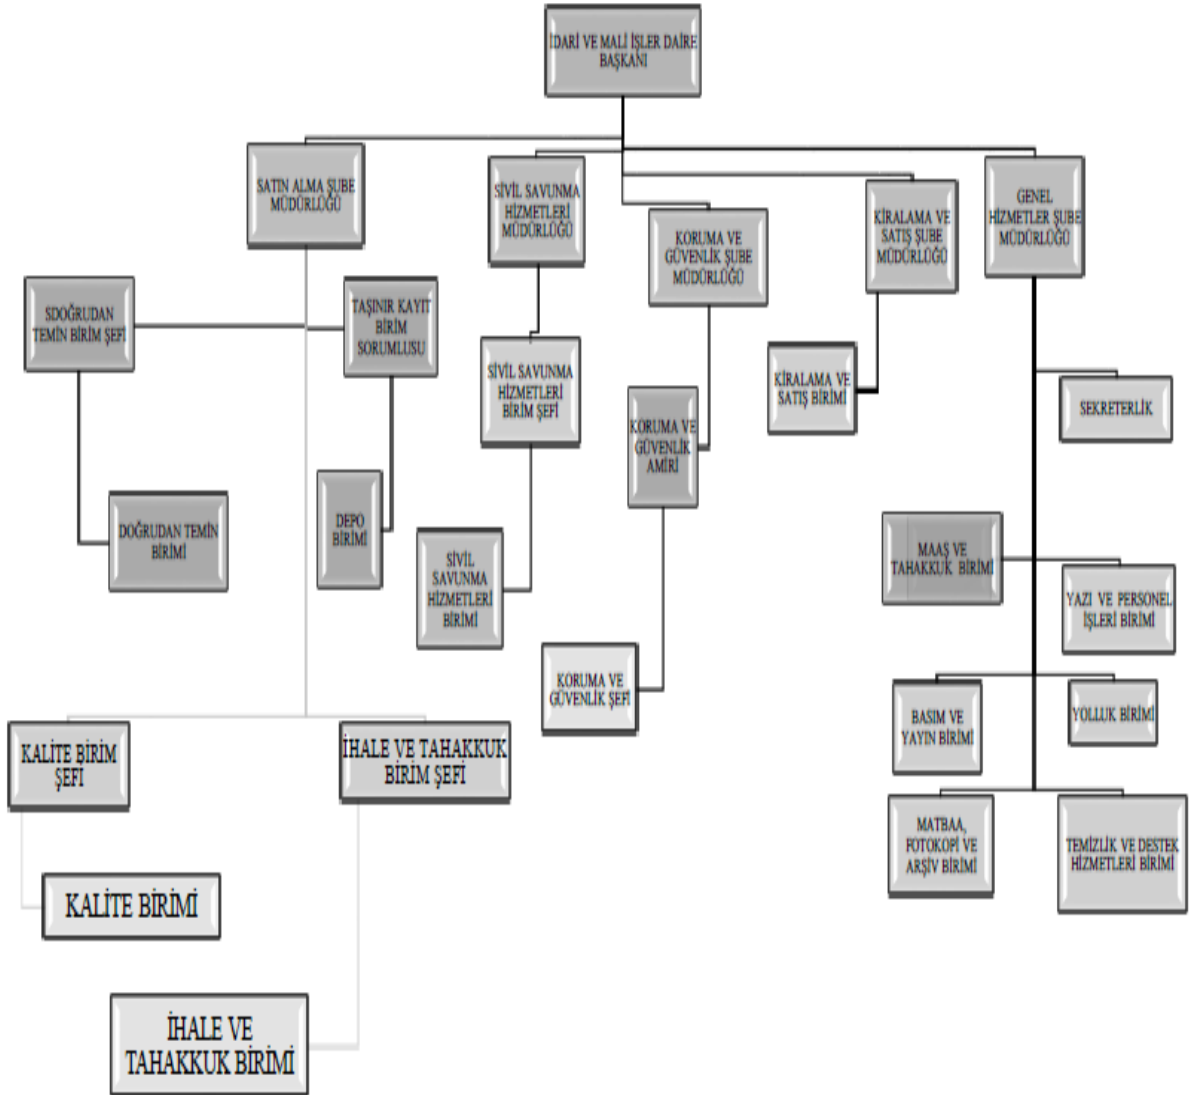 İDARİ VE MALİ İŞLER DAİRE
BAŞKANI
SATIN ALMA ŞUBE
MÜDÜRLÜĞÜ
SİVİL SAVUNMA
HİZMETLERİ
MÜDÜRLÜĞÜ
KORUMA VE
GÜVENLİK ŞUBE
MÜDÜRLÜĞÜ
KİRALAMA VE
SATIŞ ŞUBE
MÜDÜRLÜĞÜ
GENEL
HİZMETLER ŞUBE
MÜDÜRLÜĞÜ
SDOĞRUDAN
TEMİN BİRİM ŞEFİ
TAŞINIR KAYIT
BİRİM
SORUMLUSU
SİVİL SAVUNMA
HİZMETLERİ
BİRİM ŞEFİ
KİRALAMA VE
SATIŞ BİRİMİ
KORUMA VE
GÜVENLİK
AMİRİ
SEKRETERLİK
DOĞRUDAN TEMİN
BİRİMİ
DEPO
BİRİMİ
SİVİL
SAVUNMA
HİZMETLERİ
BİRİMİ
MAAŞ VE
TAHAKKUK BİRİMİ
YAZI VE PERSONEL
İŞLERİ BİRİMİ
KORUMA VE
GÜVENLİK ŞEFİ
BASIM VE
YAYIN BİRİMİ
YOLLUK BİRİMİ
KALİTE BİRİM
ŞEFİ
İHALE VE TAHAKKUK
BİRİM ŞEFİ
MATBAA,
FOTOKOPİ VE
ARŞİV BİRİMİ
TEMİZLİK VE DESTEK
HİZMETLERİ BİRİMİ
KALİTE BİRİMİ
İHALE VE
TAHAKKUK BİRİMİ